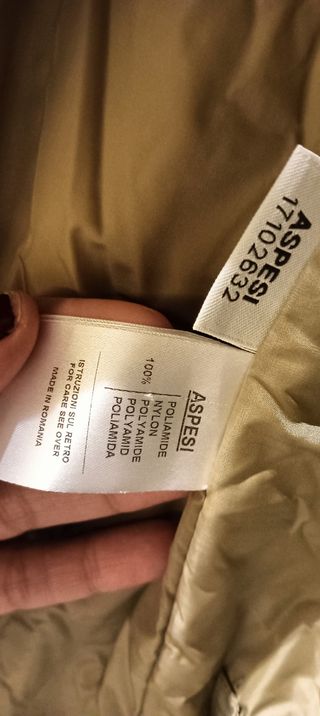 ASPESI
17102632
ASPESI
100%
POLIAMIDE
NYLON
POLYAMIDE
POLYAMID
POLIAMIDA
ISTRUZIONI SUL RETRO
FOR CARE SEE OVER
MADE IN ROMANIA